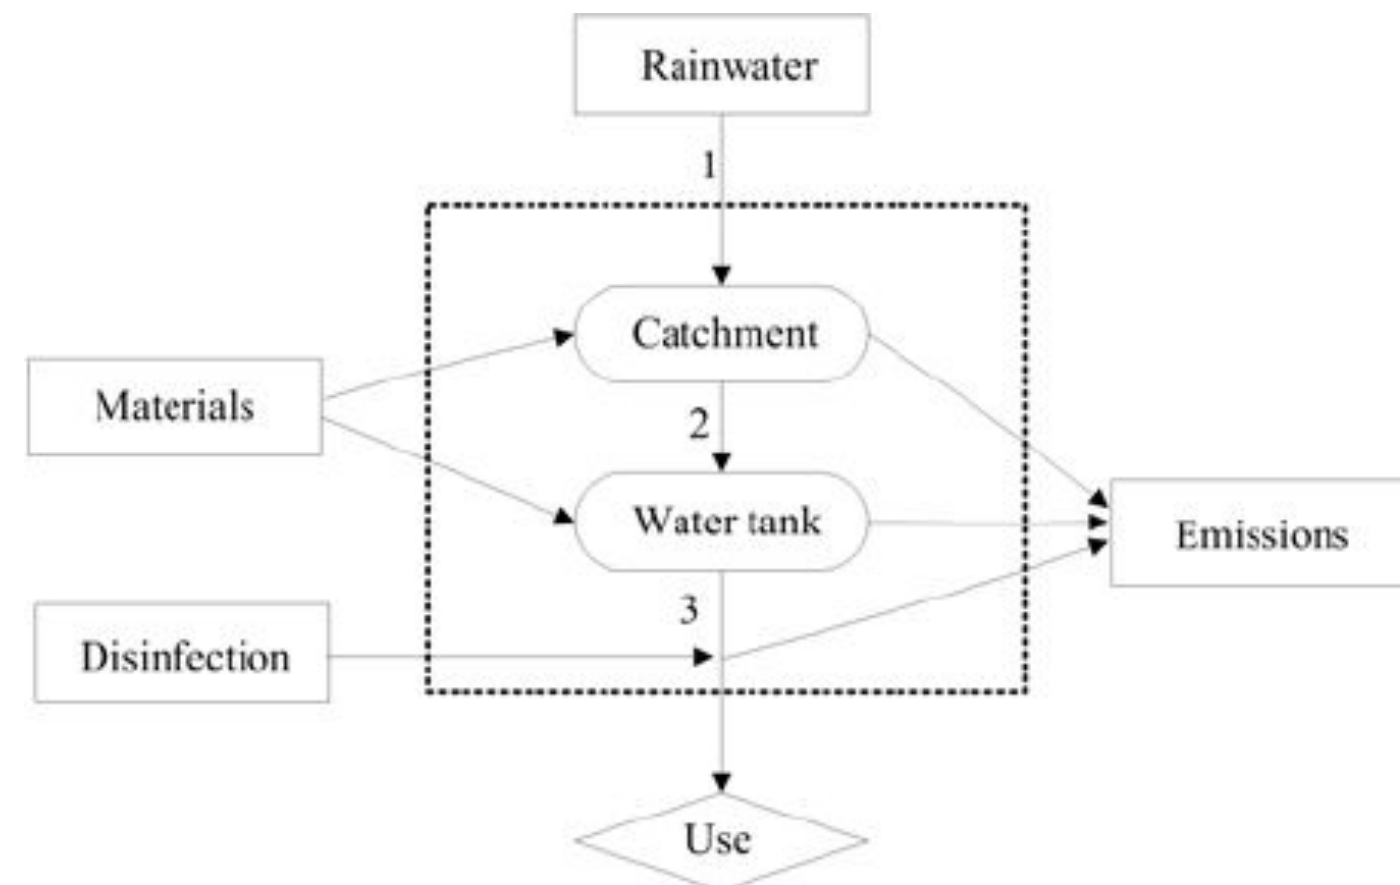 Rainwater
1
Catchment
Materials
2
Water tank
Emissions
3
Disinfection
Use